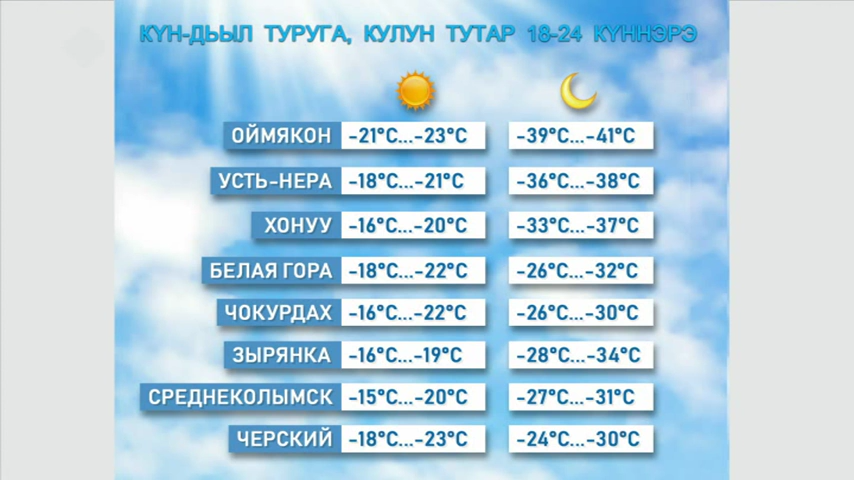 КҮН-ДЬЫЛ ТУРУГА, КУЛУН ТУТАР 18-24 КҮННЭРЭ
ОЙМЯКОН -21°C...-23°C -39°C...-41°C
УСТЬ-НЕРА -18°C...-21°C -36°C...-38°C
ХОНУУ -16°C...-20°C -33°C...-37°C
БЕЛАЯ ГОРА -18°C...-22°C -26°C...-32°C
ЧОКУРДАХ -16°C...-22°C -26°C...-30°C
ЗЫРЯНКА -16°C...-19°C -28°C...-34°C
СРЕДНЕКОЛЫМСК -15°C...-20°C -27°C...-31°C
ЧЕРСКИЙ -18°C...-23°C -24°C...-30°C